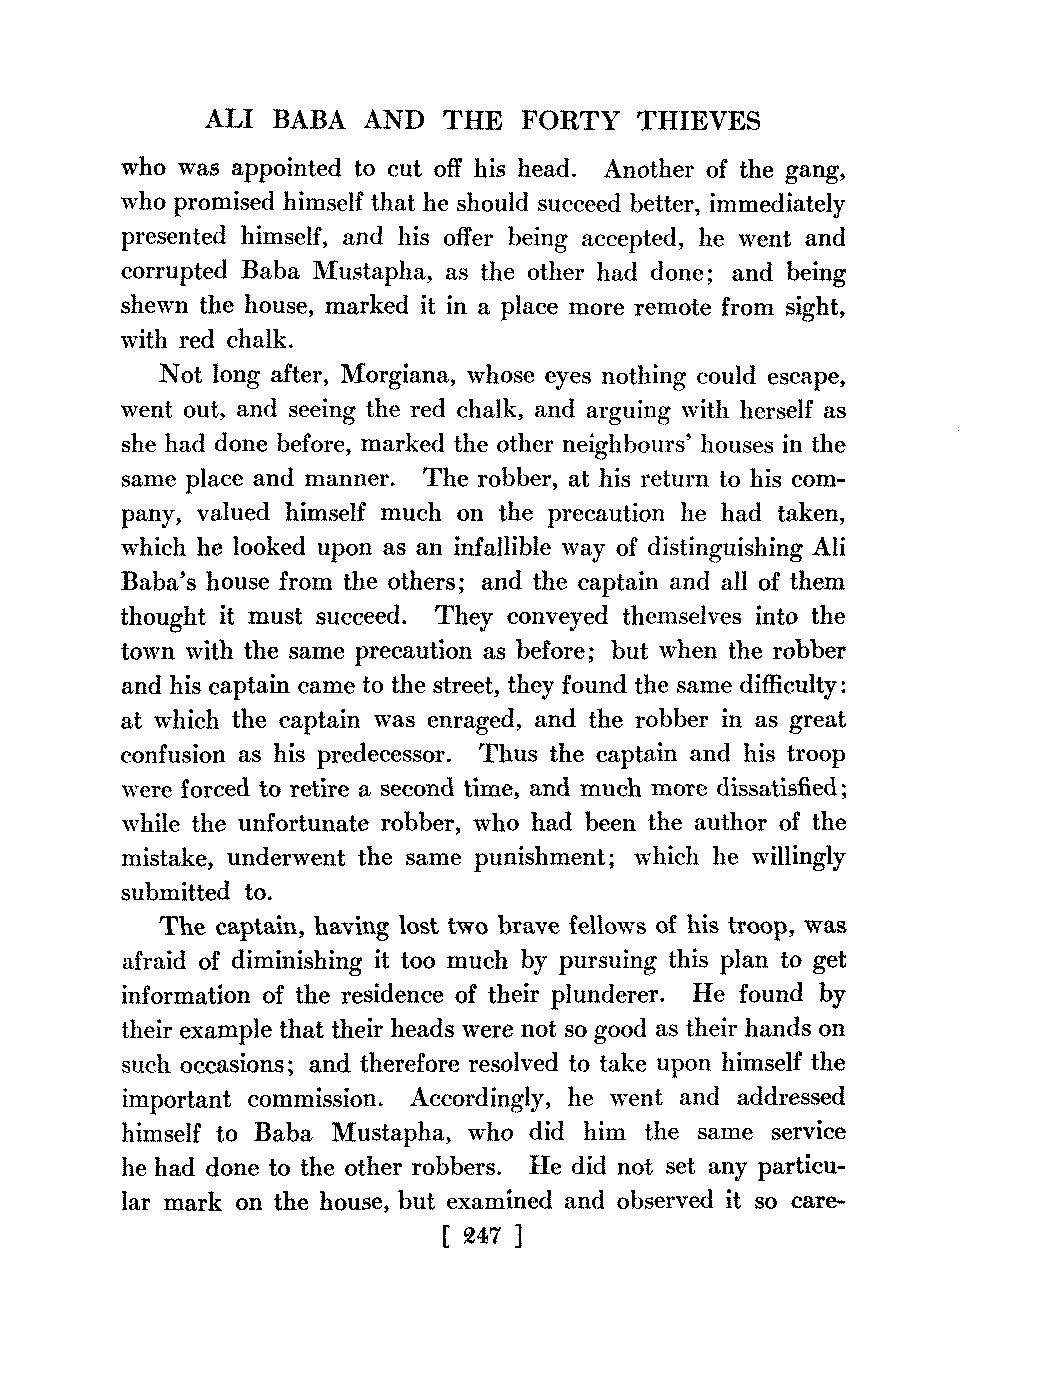 ALI BABA AND THE FORTY THIEVES
who was appointed to cut off his head. Another of the gang,
who promised himself that he should succeed better, immediately
presented himself, and his offer being accepted, he went and
corrupted Baba Mustapha, as the other had done; and being
shewn the house, marked it in a place more remote from sight,
with red chalk.
Not long after, Morgiana, whose eyes nothing could escape,
went out, and seeing the red chalk, and arguing with herself as
she had done before, marked the other neighbours' houses in the
same place and manner. The robber, at his return to his com-
pany, valued himself much on the precaution he had taken,
which he looked upon as an infallible way of distinguishing Ali
Baba's house from the others; and the captain and all of them
thought it must succeed. They conveyed themselves into the
town with the same precaution as before; but when the robber
and his captain came to the street, they found the same difficulty:
at which the captain was enraged, and the robber in as great
confusion as his predecessor. Thus the captain and his troop
were forced to retire a second time, and much more dissatisfied;
while the unfortunate robber, who had been the author of the
mistake, underwent the same punishment; which he willingly
submitted to.
The captain, having lost two brave fellows of his troop, was
afraid of diminishing it too much by pursuing this plan to get
information of the residence of their plunderer. He found by
their example that their heads were not so good as their hands on
such occasions; and therefore resolved to take upon himself the
important commission. Accordingly, he went and addressed
himself to Baba Mustapha, who did him the same service
he had done to the other robbers. He did not set any particu-
lar mark on the house, but examined and observed it so care-
[ 247 ]